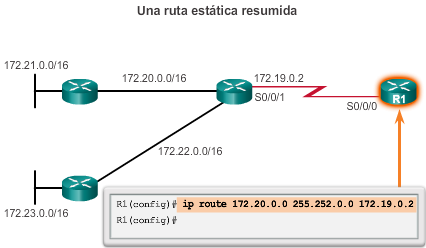 Una ruta estática resumida
172.21.0.0/16
172.20.0.0/16
172.19.0.2
S0/0/1
S0/0/0
R1
172.22.0.0/16
172.23.0.0/16
R1(config)# ip route 172.20.0.0 255.252.0.0 172.19.0.2
R1(config)#